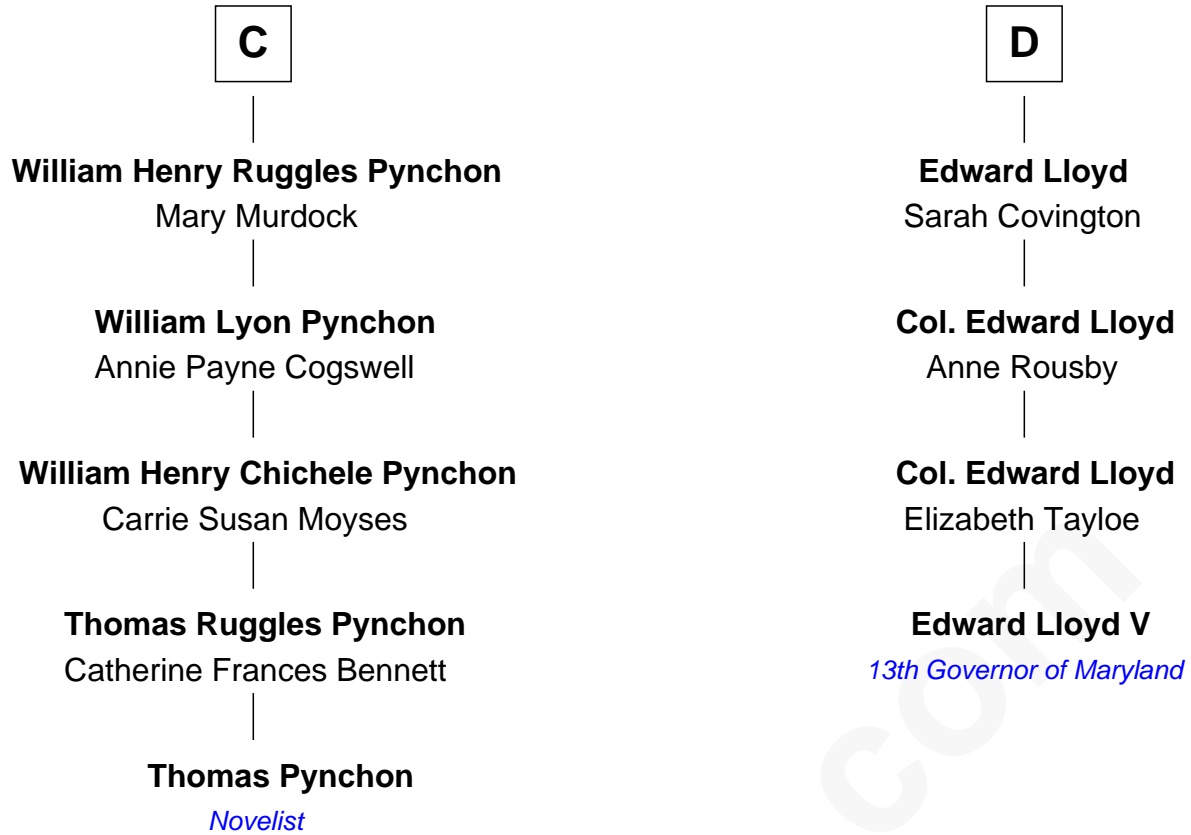 C
William Henry Ruggles Pynchon
Mary Murdock
William Lyon Pynchon
Annie Payne Cogswell
William Henry Chichele Pynchon
Carrie Susan Moyses
Thomas Ruggles Pynchon
Catherine Frances Bennett
Thomas Pynchon
Novelist
D
Edward Lloyd
Sarah Covington
Col. Edward Lloyd
Anne Rousby
Col. Edward Lloyd
Elizabeth Tayloe
Edward Lloyd V
13th Governor of Maryland
com